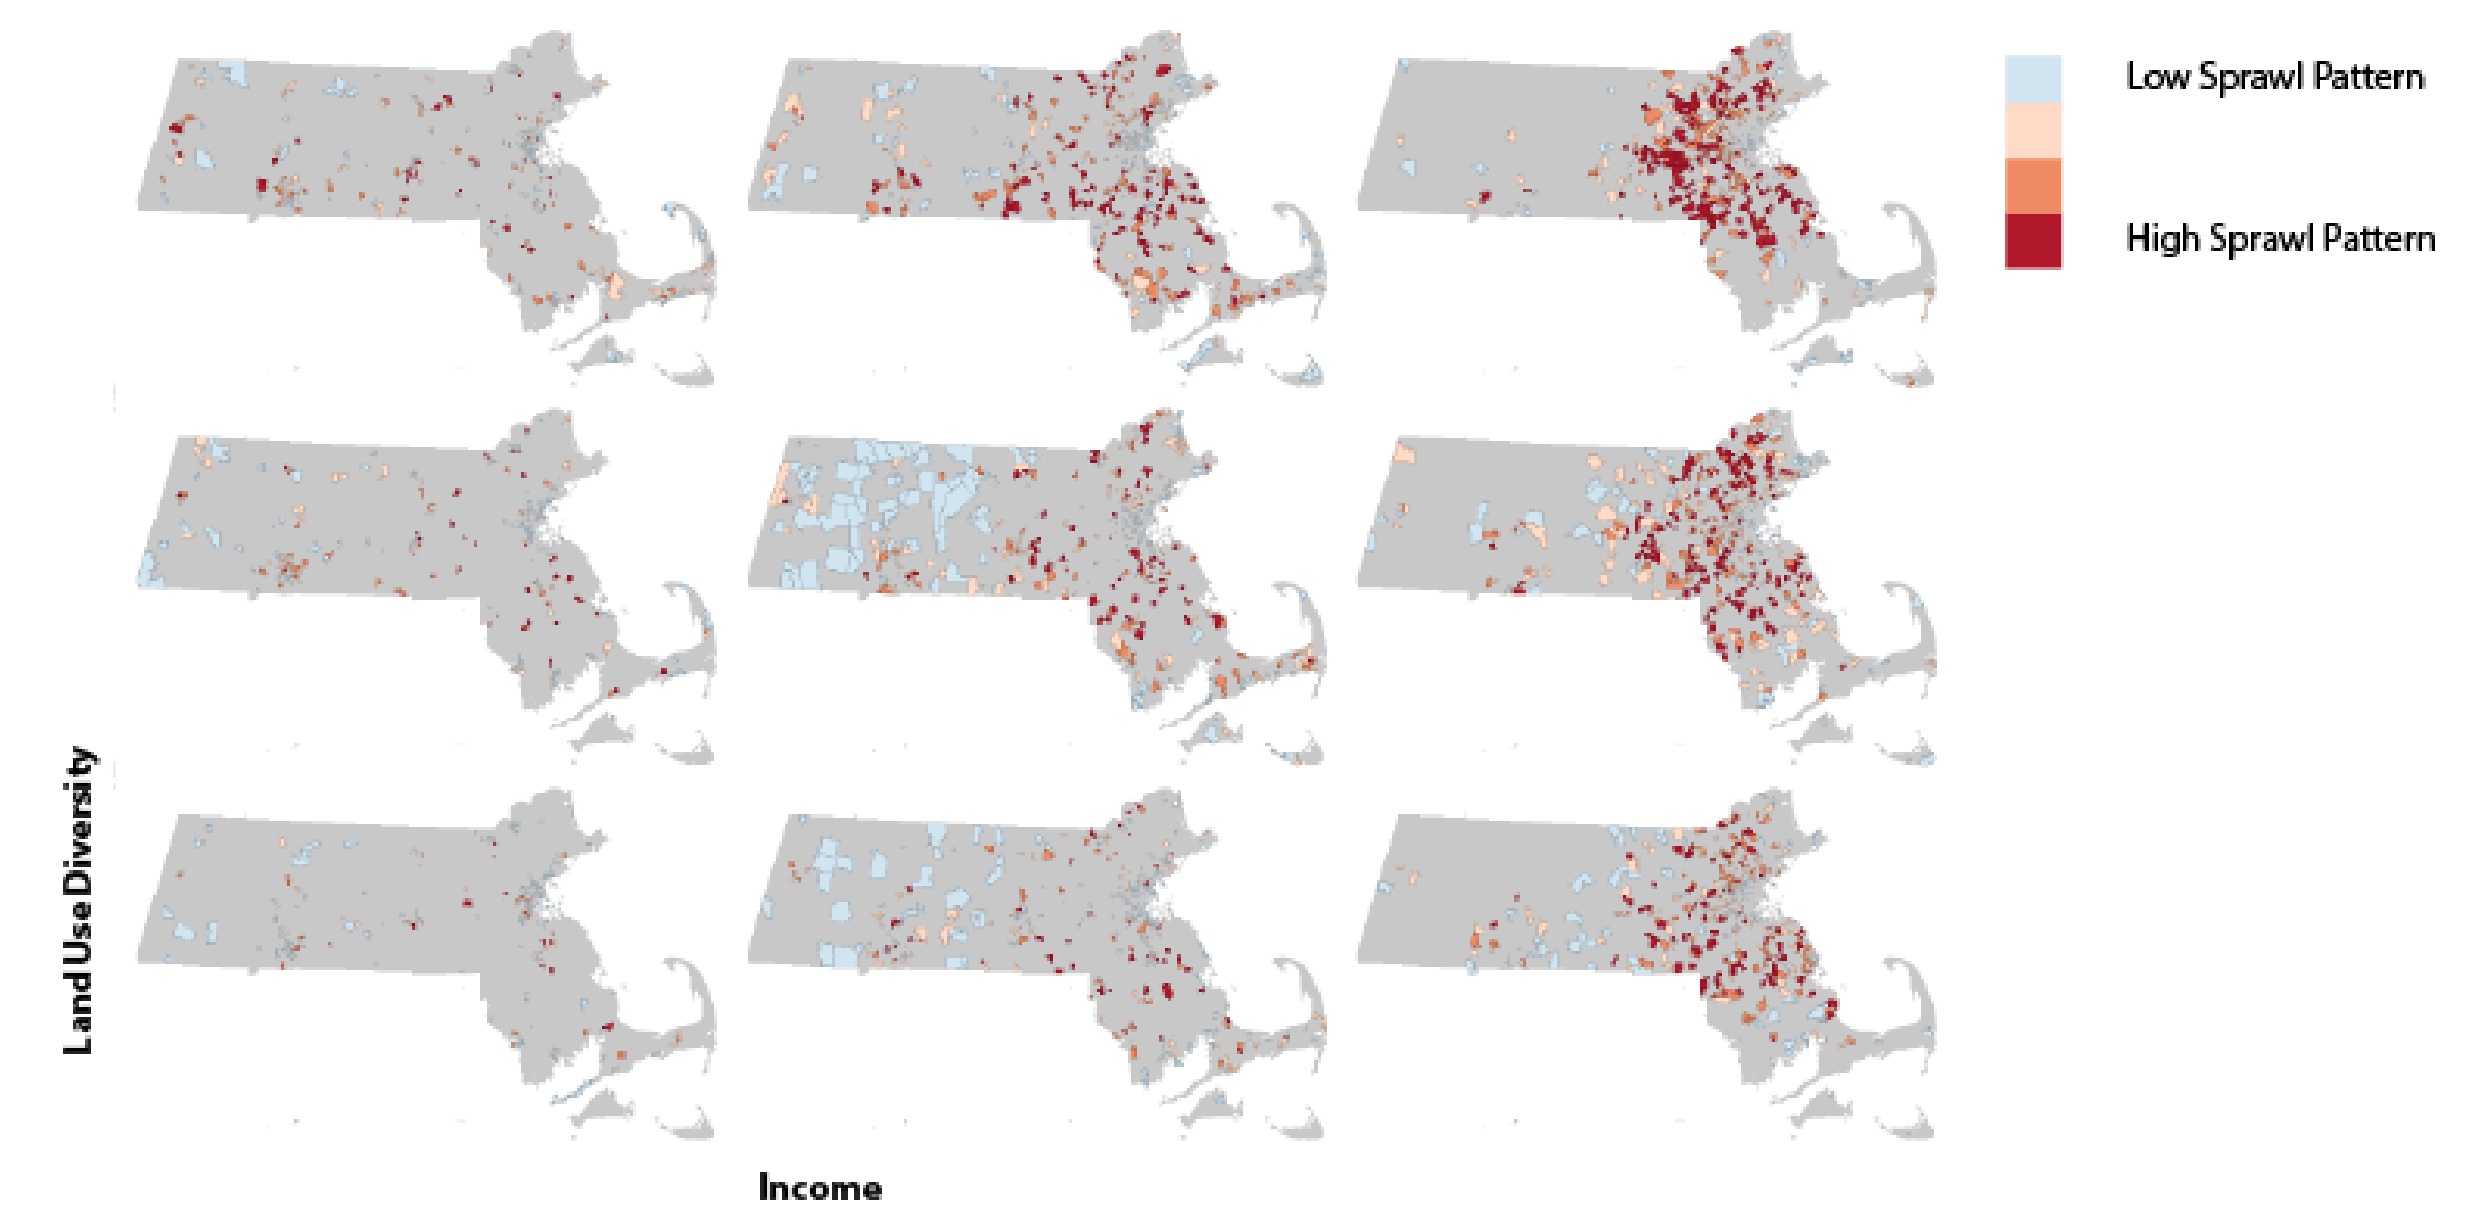 Low Sprawl Pattern
High Sprawl Pattern
Land Use Diversity
Income